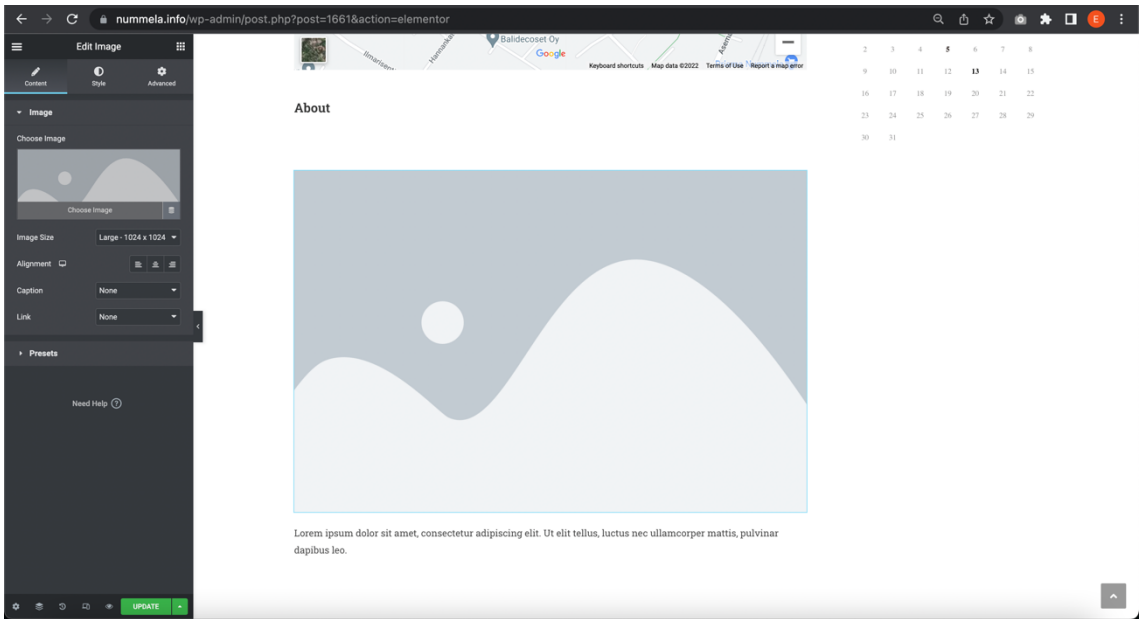 nummela.info/wp-admin/post.php?post=1661&action=elementor
E
Edit Image
Content Style Advanced
Image
Choose Image
Choose Image
Image Size Large - 1024 x 1024
Alignment
Caption None
Link None
Presets
Need Help ?
UPDATE
Balidecoset Oy
Google
Keyboard shortcuts Map data ©2022 Terms of Use Report a map error
About
Lorem ipsum dolor sit amet, consectetur adipiscing elit. Ut elit tellus, luctus nec ullamcorper mattis, pulvinar
dapibus leo.
2 3 4 5 6 7 8
9 10 11 12 13 14 15
16 17 18 19 20 21 22
23 24 25 26 27 28 29
30 31